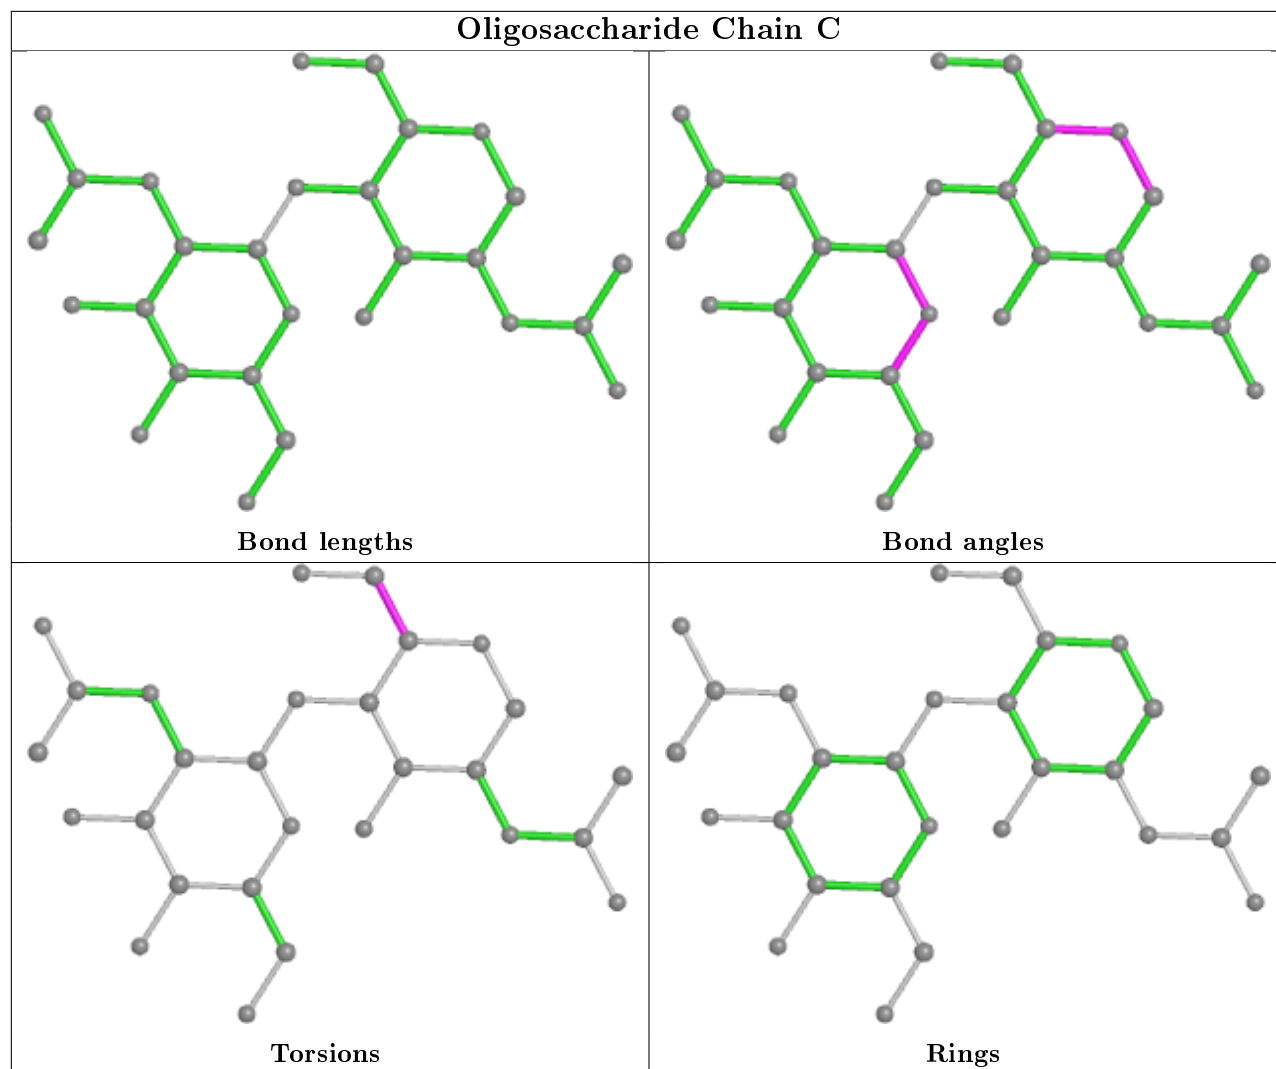 Oligosaccharide Chain C
Bond lengths
Bond angles
Torsions
Rings